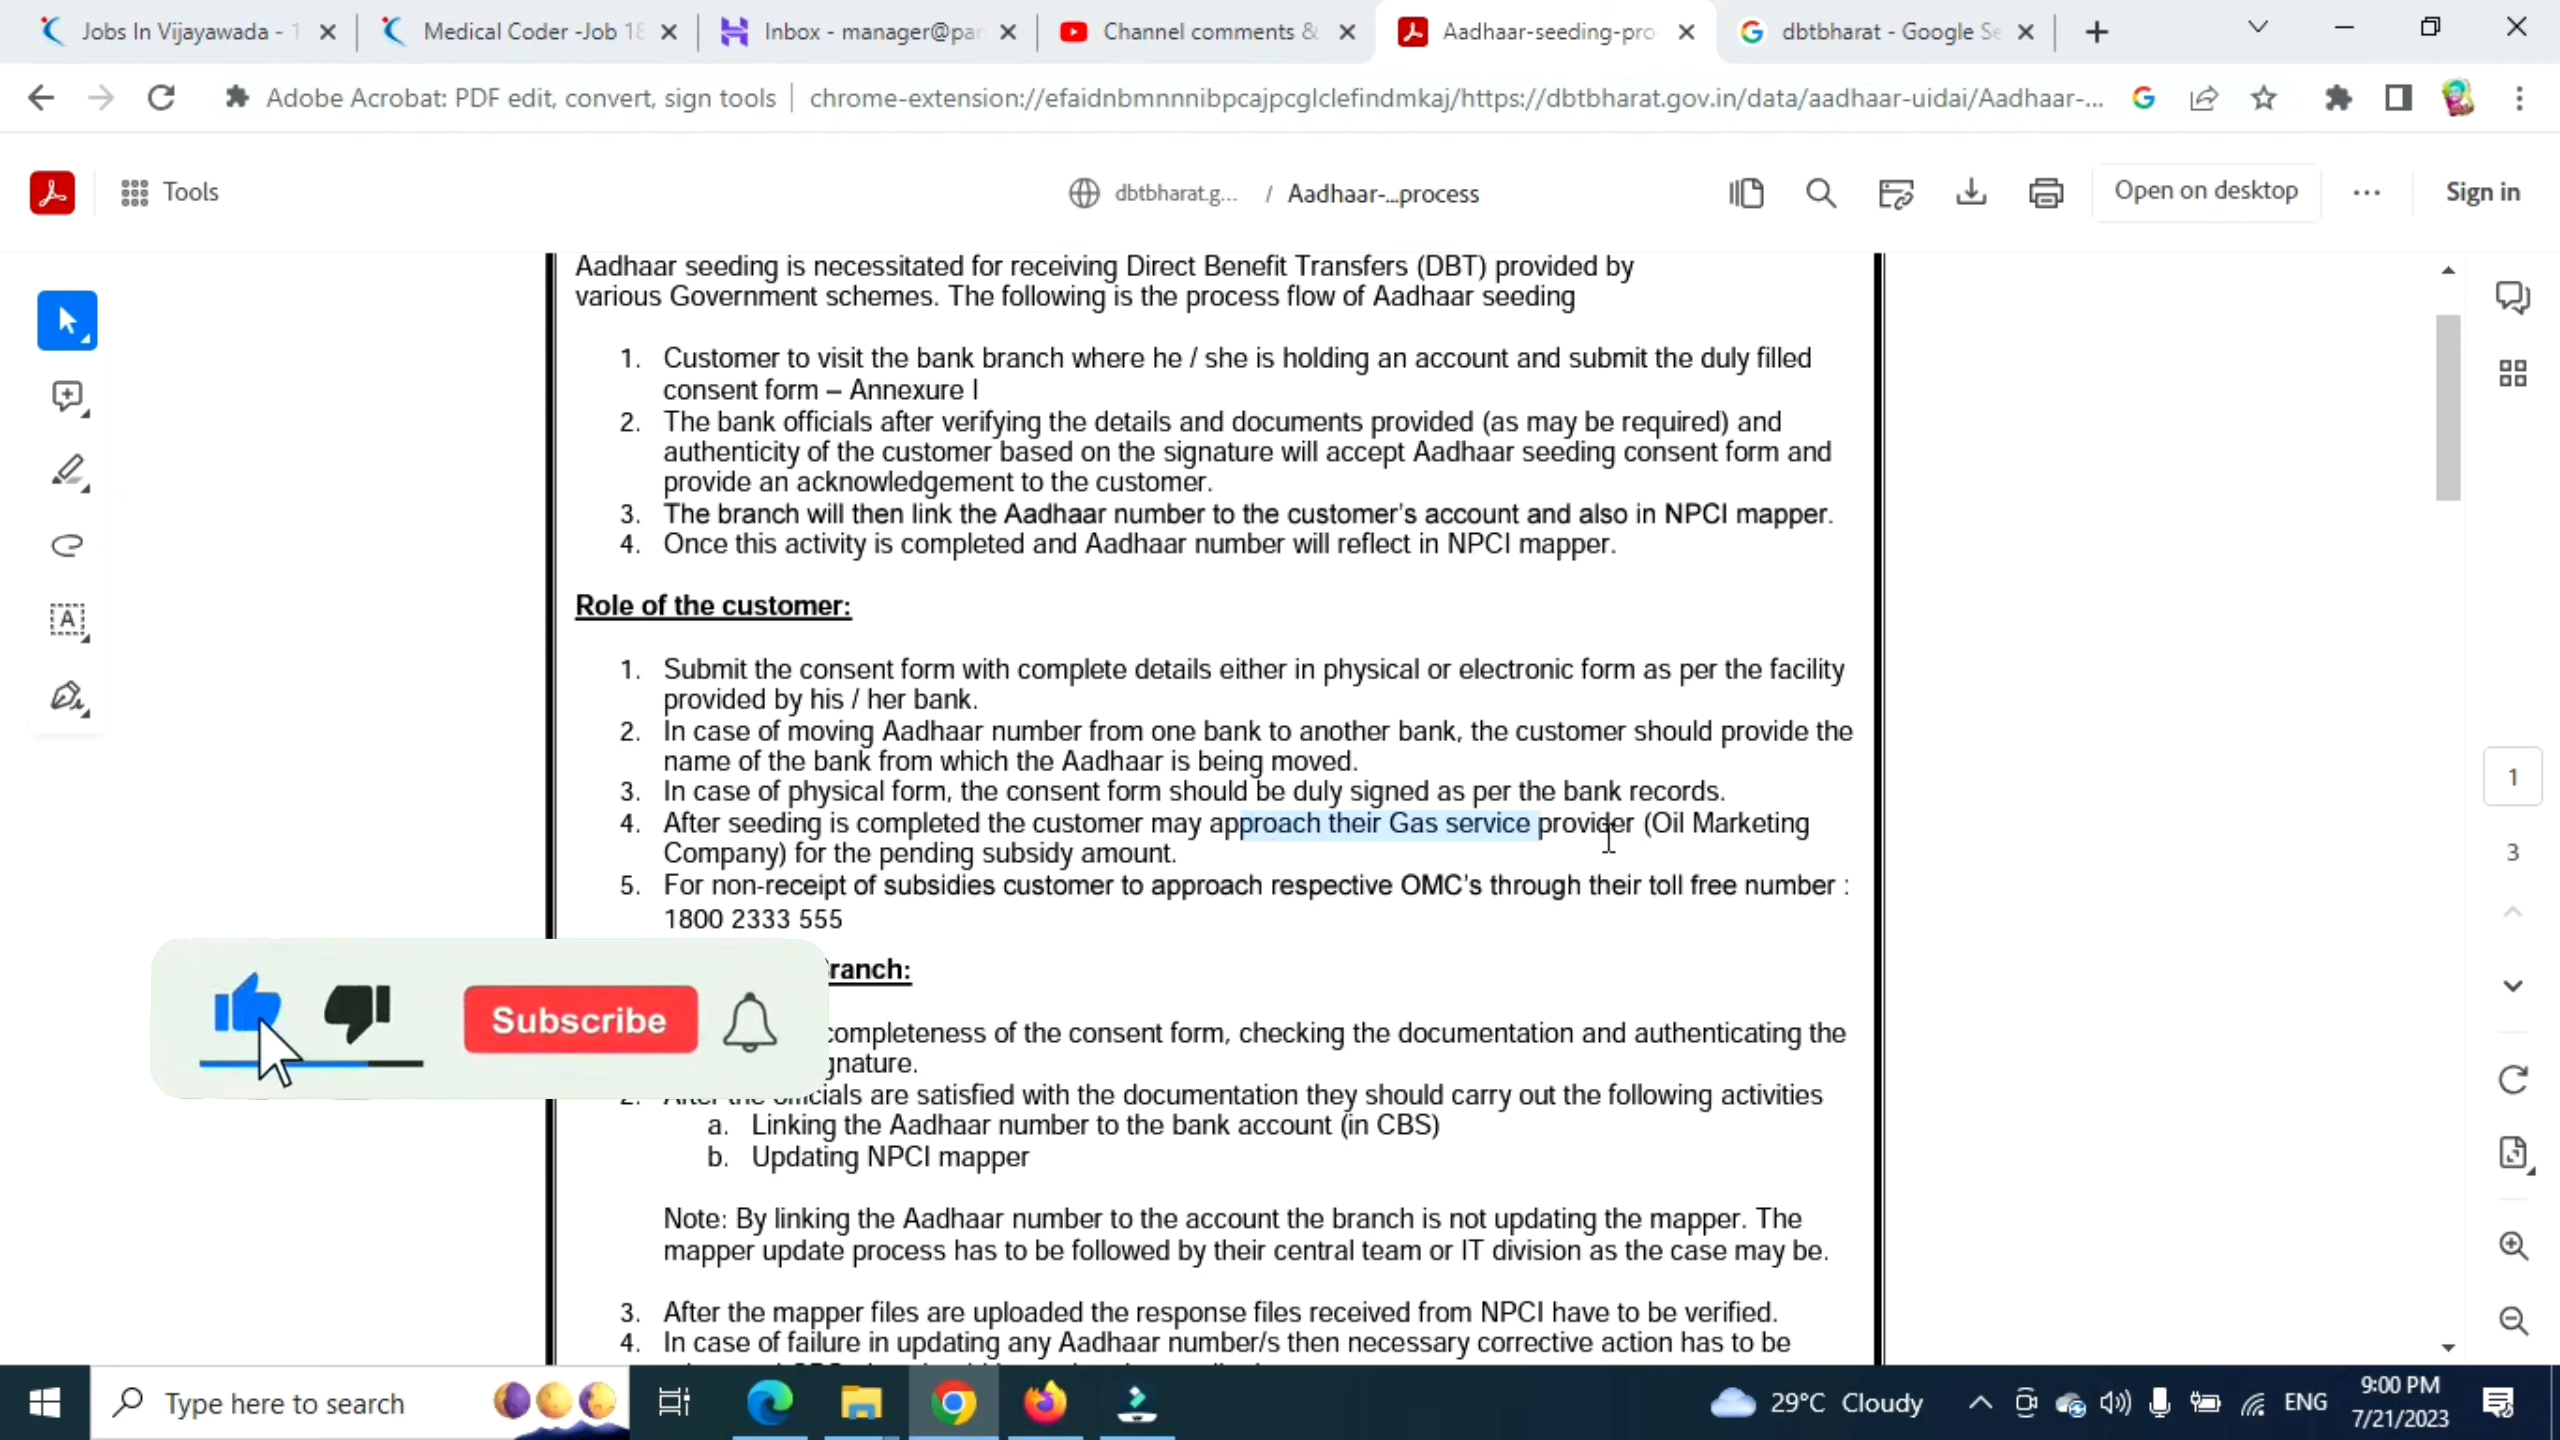 Jobs In Vijayawada - 1
Medical Coder -Job 18
Inbox - manager@par
Channel comments &
Aadhaar-seeding-pro
dbtbharat - Google Se
Adobe Acrobat: PDF edit, convert, sign tools
chrome-extension://efaidnbmnnnibpcajpcglclefindmkaj/https://dbtbharat.gov.in/data/aadhaar-uidai/Aadhaar-...
Tools
dbtbharat.g... / Aadhaar-...process
Open on desktop
Sign in
Aadhaar seeding is necessitated for receiving Direct Benefit Transfers (DBT) provided by
various Government schemes. The following is the process flow of Aadhaar seeding
1. Customer to visit the bank branch where he / she is holding an account and submit the duly filled
consent form – Annexure I
2. The bank officials after verifying the details and documents provided (as may be required) and
authenticity of the customer based on the signature will accept Aadhaar seeding consent form and
provide an acknowledgement to the customer.
3. The branch will then link the Aadhaar number to the customer's account and also in NPCI mapper.
4. Once this activity is completed and Aadhaar number will reflect in NPCI mapper.
Role of the customer:
1. Submit the consent form with complete details either in physical or electronic form as per the facility
provided by his / her bank.
2. In case of moving Aadhaar number from one bank to another bank, the customer should provide the
name of the bank from which the Aadhaar is being moved.
3. In case of physical form, the consent form should be duly signed as per the bank records.
4. After seeding is completed the customer may approach their Gas service provider (Oil Marketing
Company) for the pending subsidy amount.
5. For non-receipt of subsidies customer to approach respective OMC's through their toll free number :
1800 2333 555
ranch:
completeness of the consent form, checking the documentation and authenticating the
gnature.
2. After the officials are satisfied with the documentation they should carry out the following activities
a. Linking the Aadhaar number to the bank account (in CBS)
b. Updating NPCI mapper
Note: By linking the Aadhaar number to the account the branch is not updating the mapper. The
mapper update process has to be followed by their central team or IT division as the case may be.
3. After the mapper files are uploaded the response files received from NPCI have to be verified.
4. In case of failure in updating any Aadhaar number/s then necessary corrective action has to be
Subscribe
1
3
Type here to search
29°C Cloudy
ENG
9:00 PM
7/21/2023